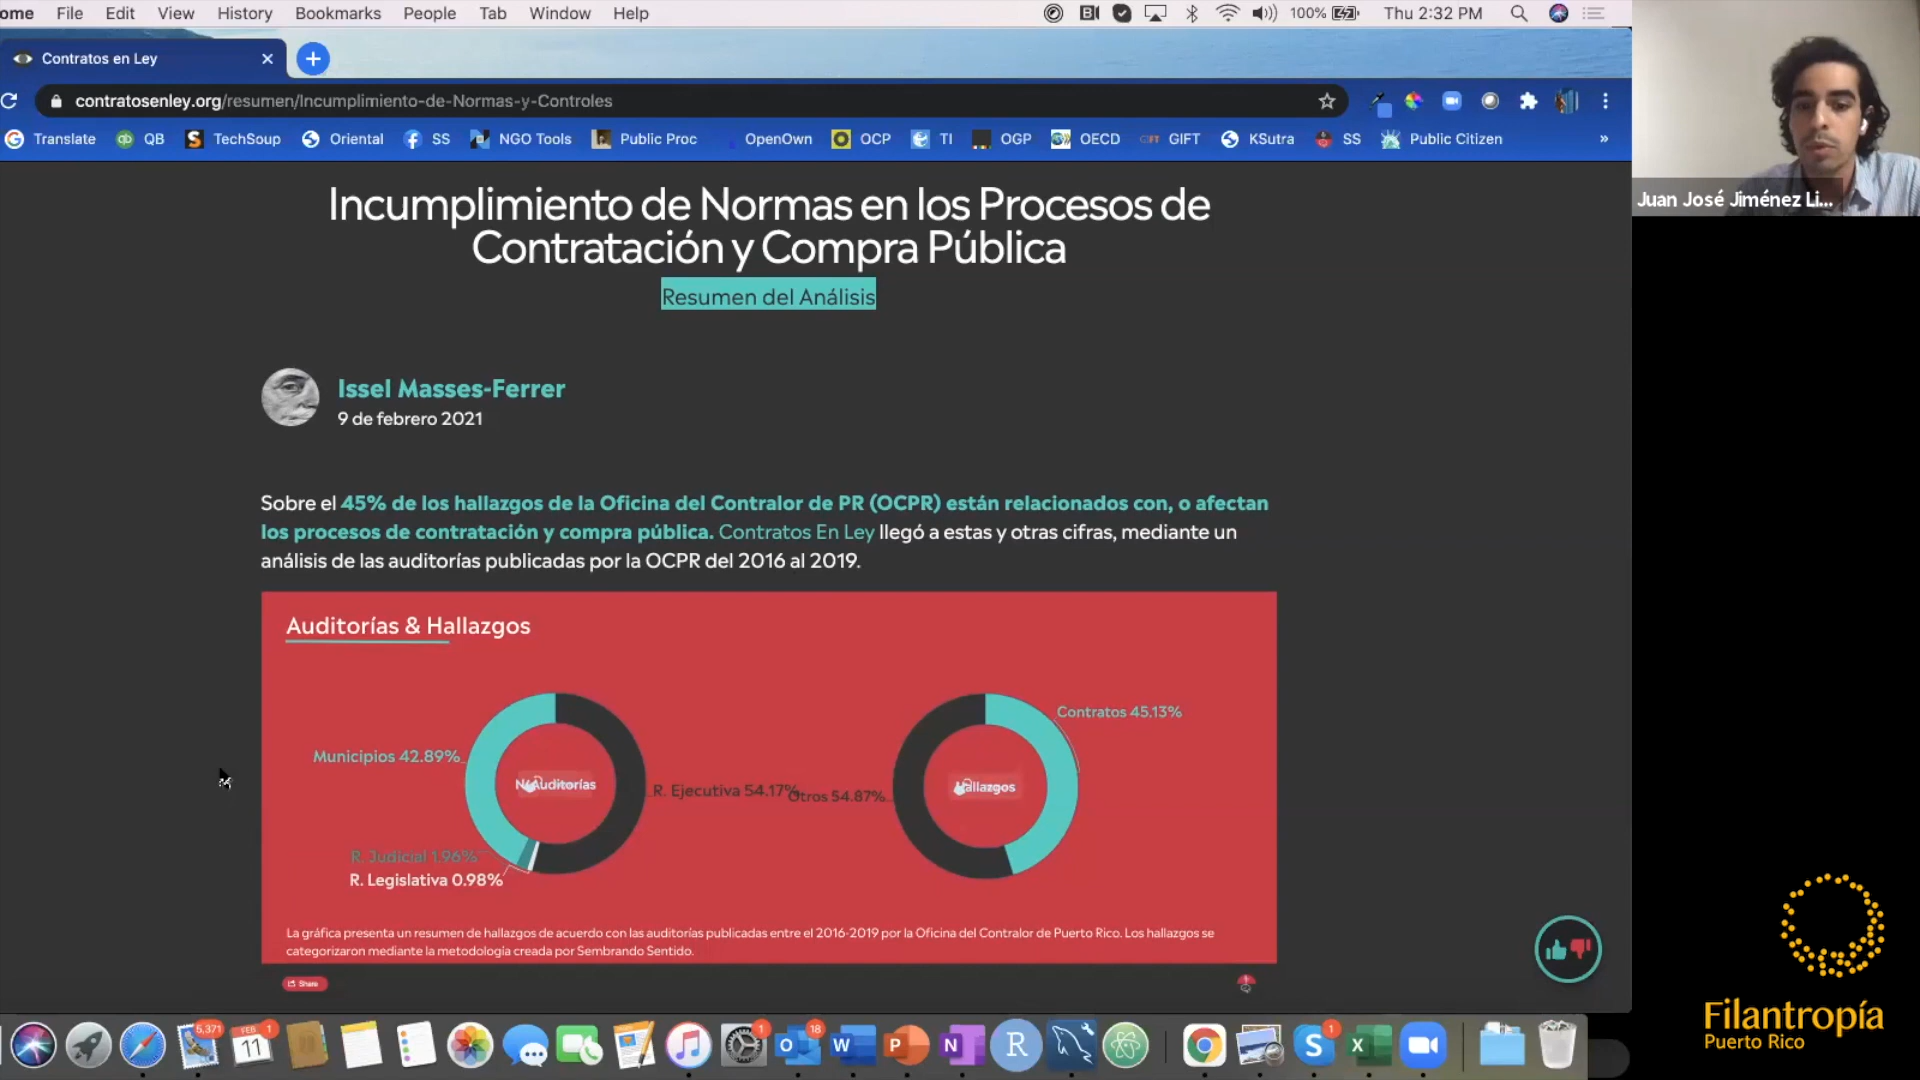 ome File Edit View History Bookmarks People Tab Window Help 100% Thu 2:32 PM
Contratos en Ley
contratosenley.org/resumen/Incumplimiento-de-Normas-y-Controles
Translate QB TechSoup Oriental SS NGO Tools Public Proc OpenOwn OCP TI OGP OECD GIFT KSutra SS Public Citizen »
Juan José Jiménez Li...
Incumplimiento de Normas en los Procesos de
Contratación y Compra Pública
Resumen del Análisis
Issel Masses-Ferrer
9 de febrero 2021
Sobre el 45% de los hallazgos de la Oficina del Contralor de PR (OCPR) están relacionados con, o afectan
los procesos de contratación y compra pública. Contratos En Ley llegó a estas y otras cifras, mediante un
análisis de las auditorías publicadas por la OCPR del 2016 al 2019.
Auditorías & Hallazgos
Contratos 45.13%
Municipios 42.89%
Auditorías
R. Ejecutiva 54.17%
Otros 54.87%
Hallazgos
R. Judicial 1.96%
R. Legislativa 0.98%
La gráfica presenta un resumen de hallazgos de acuerdo con las auditorías publicadas entre el 2016-2019 por la Oficina del Contralor de Puerto Rico. Los hallazgos se
categorizaron mediante la metodología creada por Sembrando Sentido.
Share
5,371 FEB 11 1 1 18 W P N R S 1 X
Filantropía
Puerto Rico